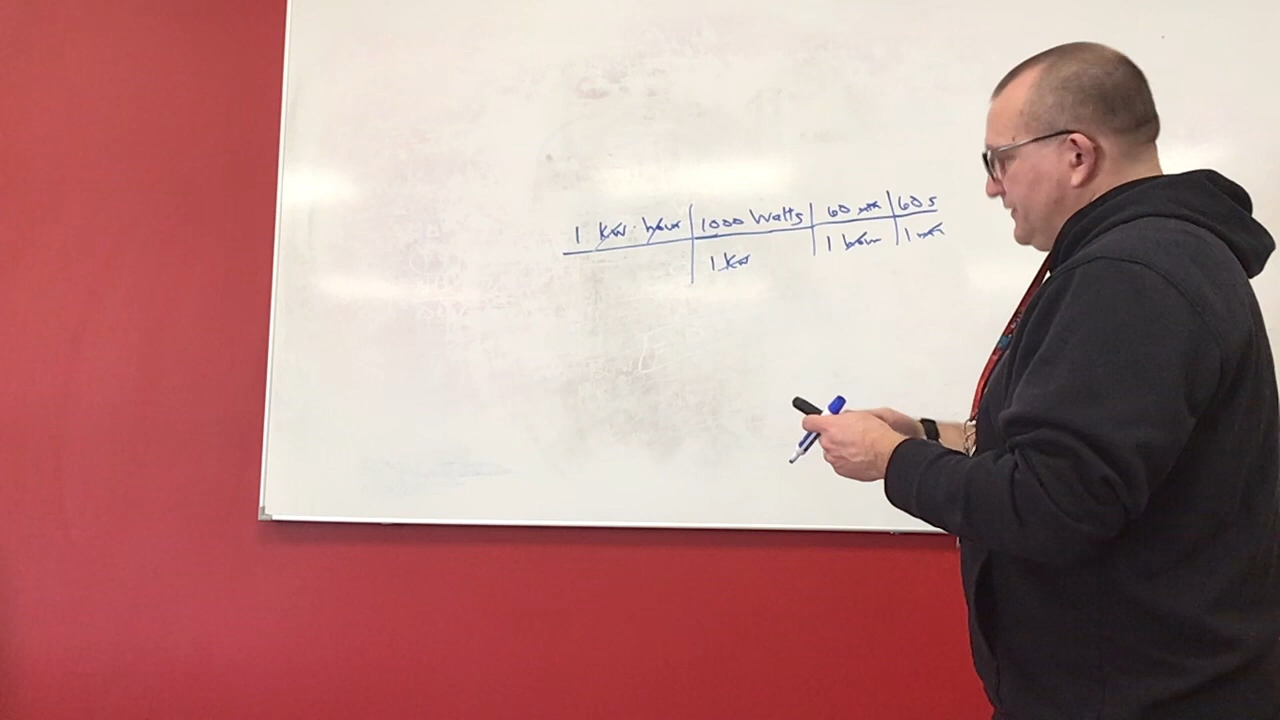 1 Kw · hour | 1000 Watts | 60 min | 60 s
1 Kw | 1 hour | 1 min